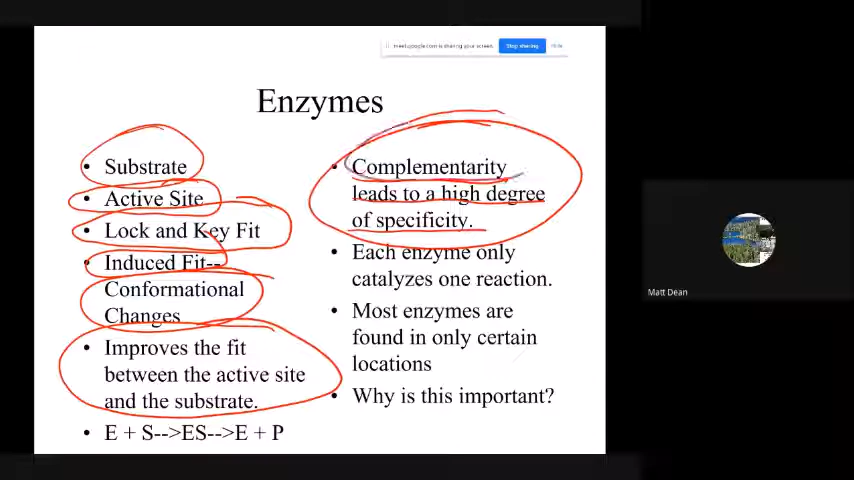 meet.google.com is sharing your screen.
Stop sharing
Hide
Enzymes
• Substrate
• Active Site
• Lock and Key Fit
• Induced Fit--
Conformational
Changes
• Improves the fit
between the active site
and the substrate.
• E + S-->ES-->E + P
• Complementarity
leads to a high degree
of specificity.
• Each enzyme only
catalyzes one reaction.
• Most enzymes are
found in only certain
locations
• Why is this important?
Matt Dean